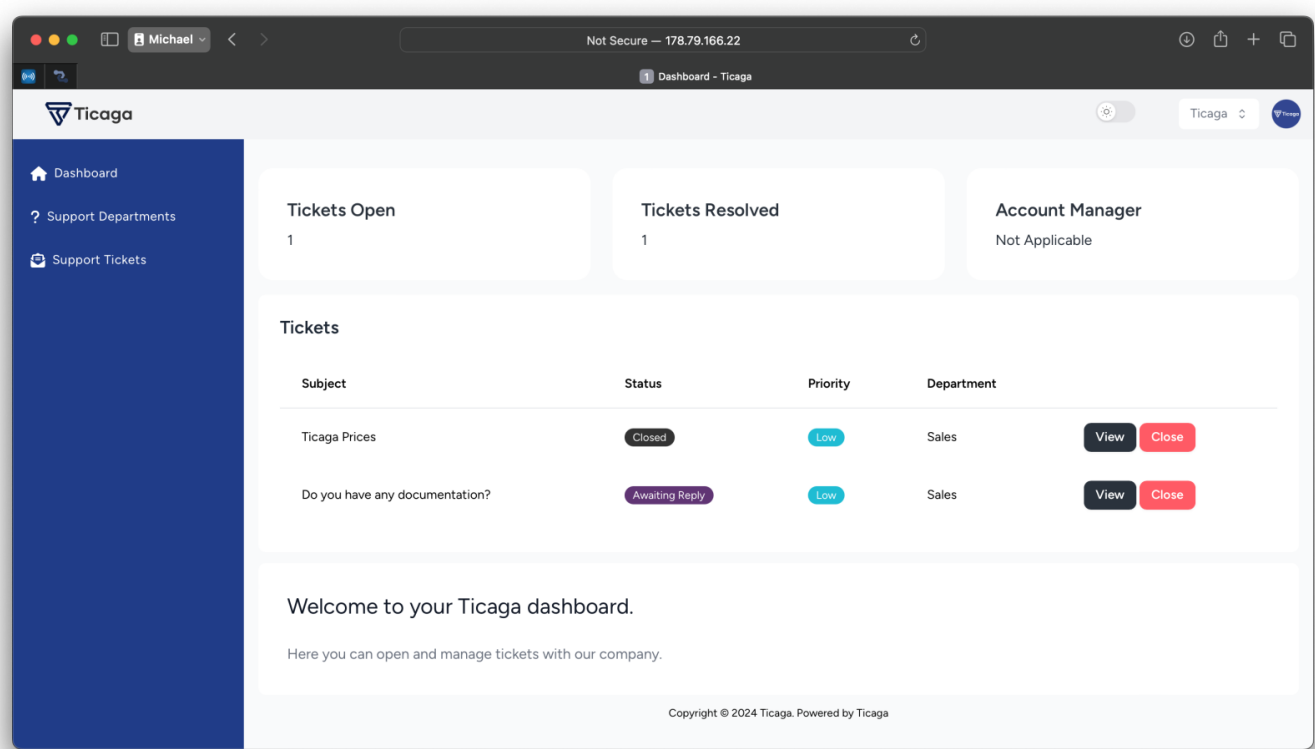 Michael
Not Secure — 178.79.166.22
1 Dashboard - Ticaga
Ticaga
Ticaga
Ticaga
Dashboard
Support Departments
Support Tickets
Tickets Open
1
Tickets Resolved
1
Account Manager
Not Applicable
Tickets
Subject Status Priority Department
Ticaga Prices Closed Low Sales View Close
Do you have any documentation? Awaiting Reply Low Sales View Close
Welcome to your Ticaga dashboard.
Here you can open and manage tickets with our company.
Copyright © 2024 Ticaga. Powered by Ticaga